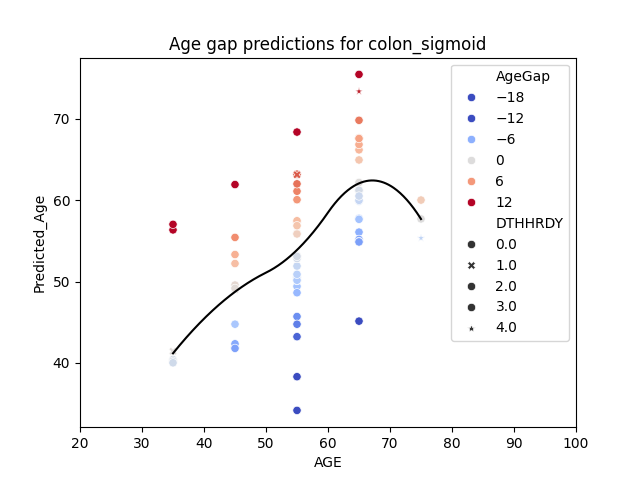 Age gap predictions for colon_sigmoid
Predicted_Age
70
60
50
40
20 30 40 50 60 70 80 90 100
AGE
AgeGap
−18
−12
−6
0
6
12
DTHHRDY
0.0
1.0
2.0
3.0
4.0